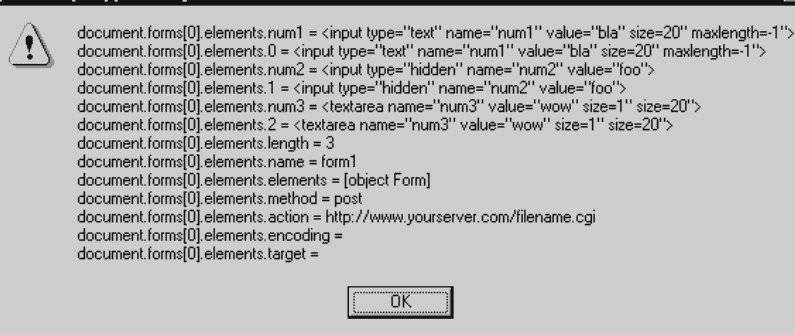 document.forms[0].elements.num1 = <input type="text" name="num1" value="bla" size=20" maxlength=-1">
document.forms[0].elements.0 = <input type="text" name="num1" value="bla" size=20" maxlength=-1">
document.forms[0].elements.num2 = <input type="hidden" name="num2" value="foo">
document.forms[0].elements.1 = <input type="hidden" name="num2" value="foo">
document.forms[0].elements.num3 = <textarea name="num3" value="wow" size=1" size=20">
document.forms[0].elements.2 = <textarea name="num3" value="wow" size=1" size=20">
document.forms[0].elements.length = 3
document.forms[0].elements.name = form1
document.forms[0].elements.elements = [object Form]
document.forms[0].elements.method = post
document.forms[0].elements.action = http://www.yourserver.com/filename.cgi
document.forms[0].elements.encoding =
document.forms[0].elements.target =
OK